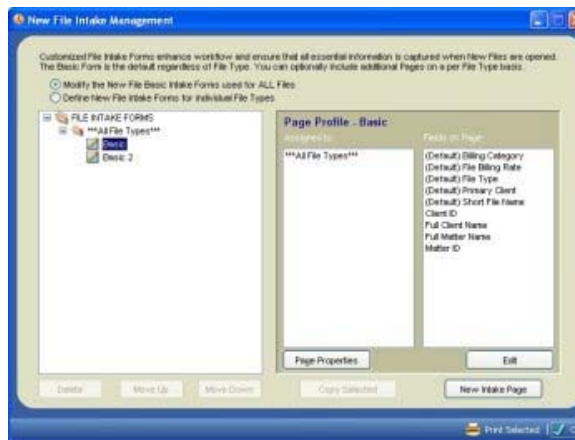 New File Intake Management
Customized File Intake Forms enhance workflow and ensure that all essential information is captured when New Files are opened.
The Basic Form is the default regardless of File Type. You can optionally include additional Pages on a per File Type basis.
Modify the New File Basic Intake Forms used for ALL Files
Define New File Intake Forms for Individual File Types
FILE INTAKE FORMS
***All File Types***
Basic
Basic 2
Page Profile - Basic
Assigned to:
Fields on Page:
***All File Types***
(Default) Billing Category
(Default) File Billing Rate
(Default) File Type
(Default) Primary Client
(Default) Short File Name
Client ID
Full Client Name
Full Matter Name
Matter ID
Page Properties
Edit
Delete
Move Up
Move Down
Copy Selected
New Intake Page
Print Selected